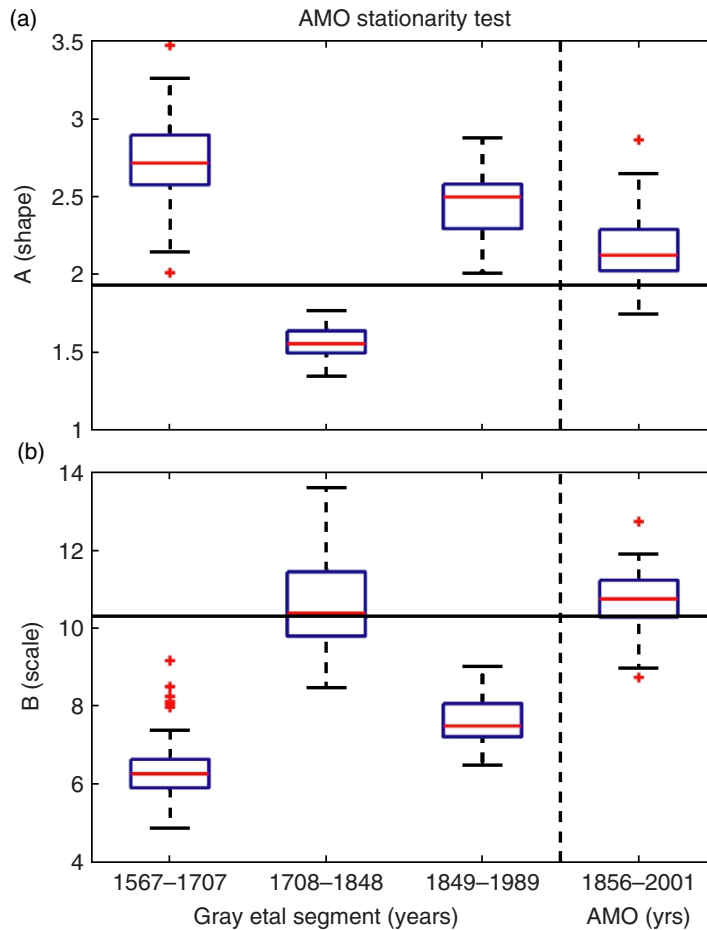 (a)
AMO stationarity test
3.5
3
2.5
2
1.5
1
A (shape)
(b)
14
12
10
8
6
4
B (scale)
1567–1707 1708–1848 1849–1989 1856–2001
Gray etal segment (years) AMO (yrs)